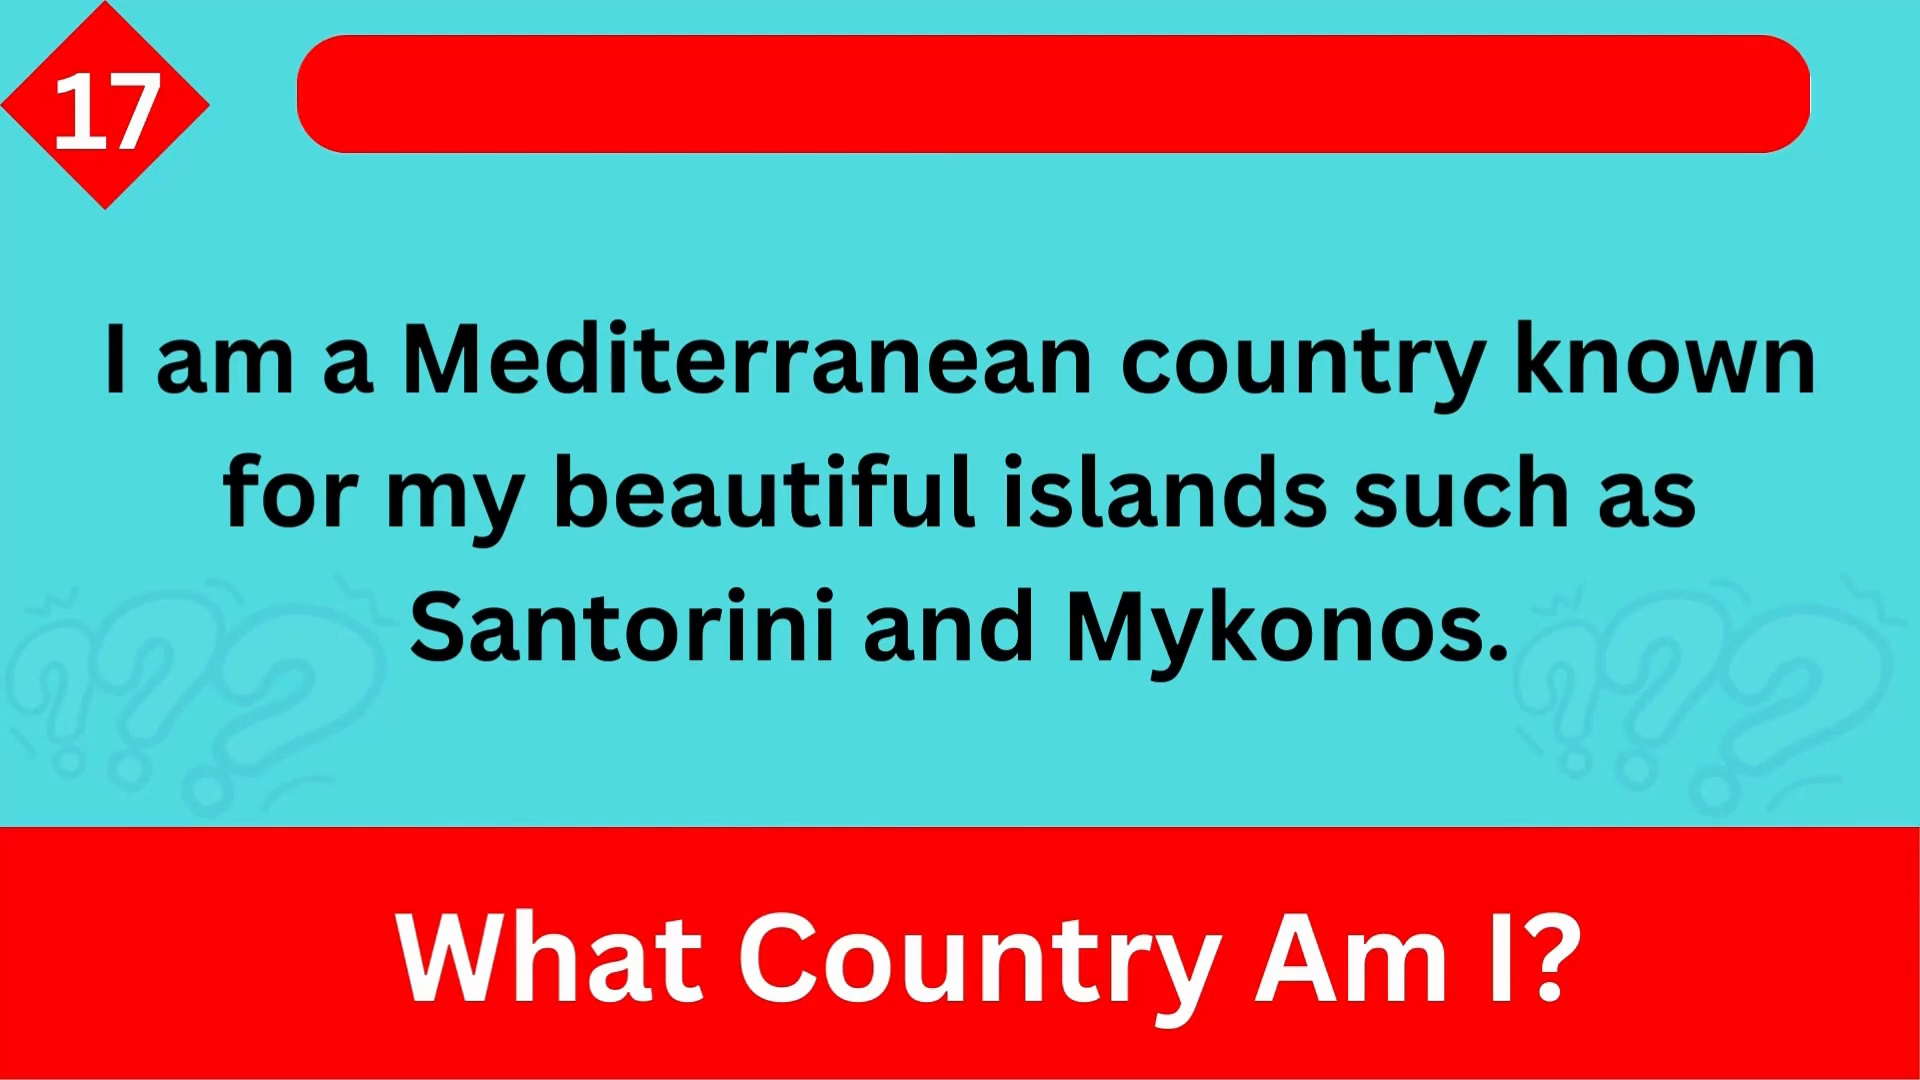 17
I am a Mediterranean country known
for my beautiful islands such as
Santorini and Mykonos.
What Country Am I?